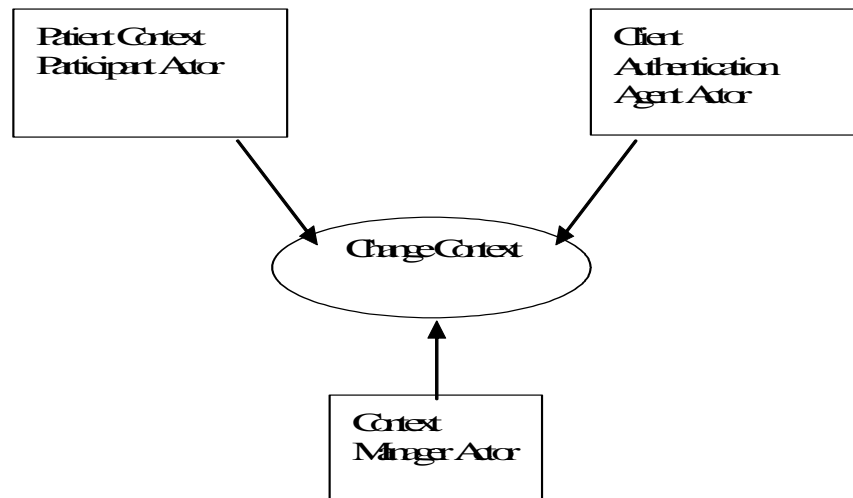 Patient Context
Participant Actor
Client
Authentication
Agent Actor
Change Context
Context
Manager Actor